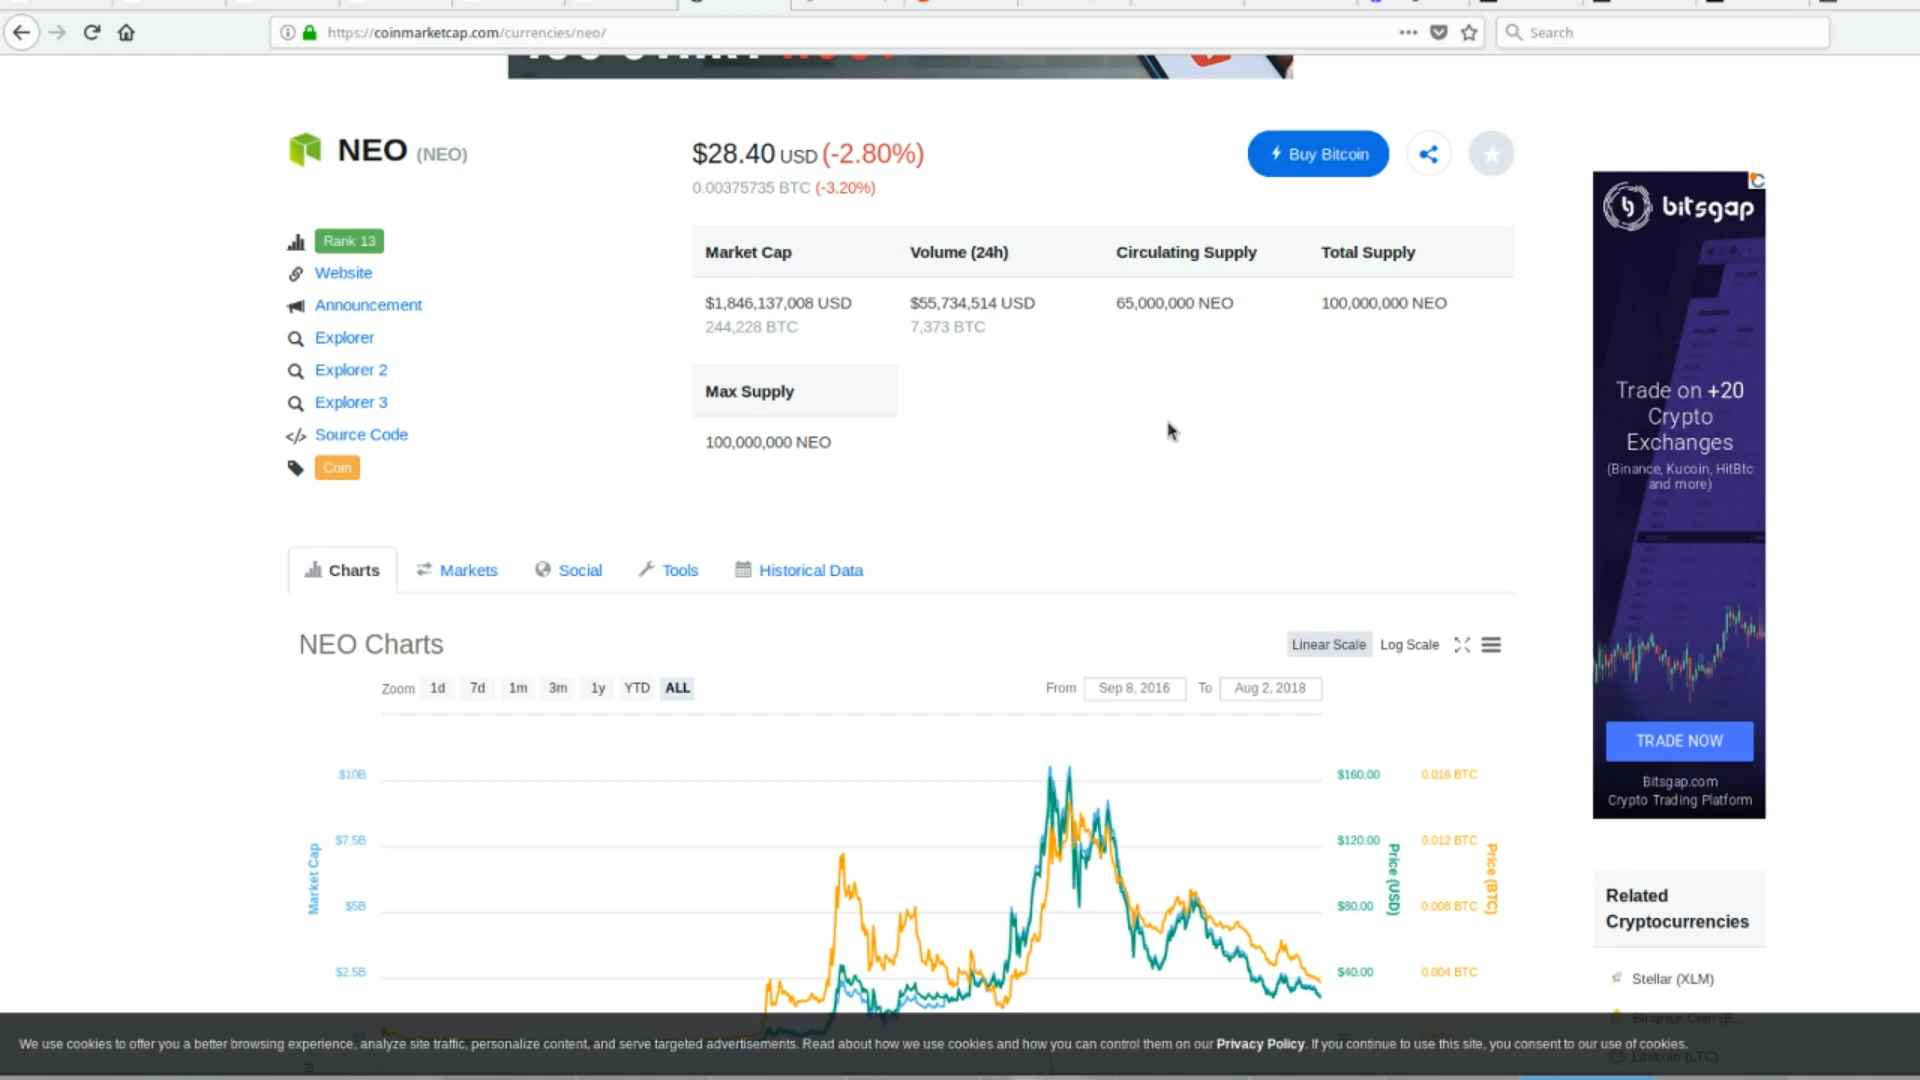 https://coinmarketcap.com/currencies/neo/
Search
NEO (NEO)
$28.40 USD (-2.80%)
0.00375735 BTC (-3.20%)
Buy Bitcoin
Rank 13
Website
Announcement
Explorer
Explorer 2
Explorer 3
Source Code
Coin
Market Cap Volume (24h) Circulating Supply Total Supply
$1,846,137,008 USD $55,734,514 USD 65,000,000 NEO 100,000,000 NEO
244,228 BTC 7,373 BTC
Max Supply
100,000,000 NEO
bitsgap
Trade on +20
Crypto
Exchanges
(Binance, Kucoin, HitBtc
and more)
TRADE NOW
Bitsgap.com
Crypto Trading Platform
Charts Markets Social Tools Historical Data
NEO Charts
Linear Scale Log Scale
Zoom 1d 7d 1m 3m 1y YTD ALL
From Sep 8, 2016 To Aug 2, 2018
$10B $160.00 0.016 BTC
$7.5B $120.00 0.012 BTC
$5B $80.00 0.008 BTC
$2.5B $40.00 0.004 BTC
Market Cap
Price (USD)
Price (BTC)
Related
Cryptocurrencies
Stellar (XLM)
Binance Coin (B...
Litecoin (LTC)
We use cookies to offer you a better browsing experience, analyze site traffic, personalize content, and serve targeted advertisements. Read about how we use cookies and how you can control them on our Privacy Policy. If you continue to use this site, you consent to our use of cookies.